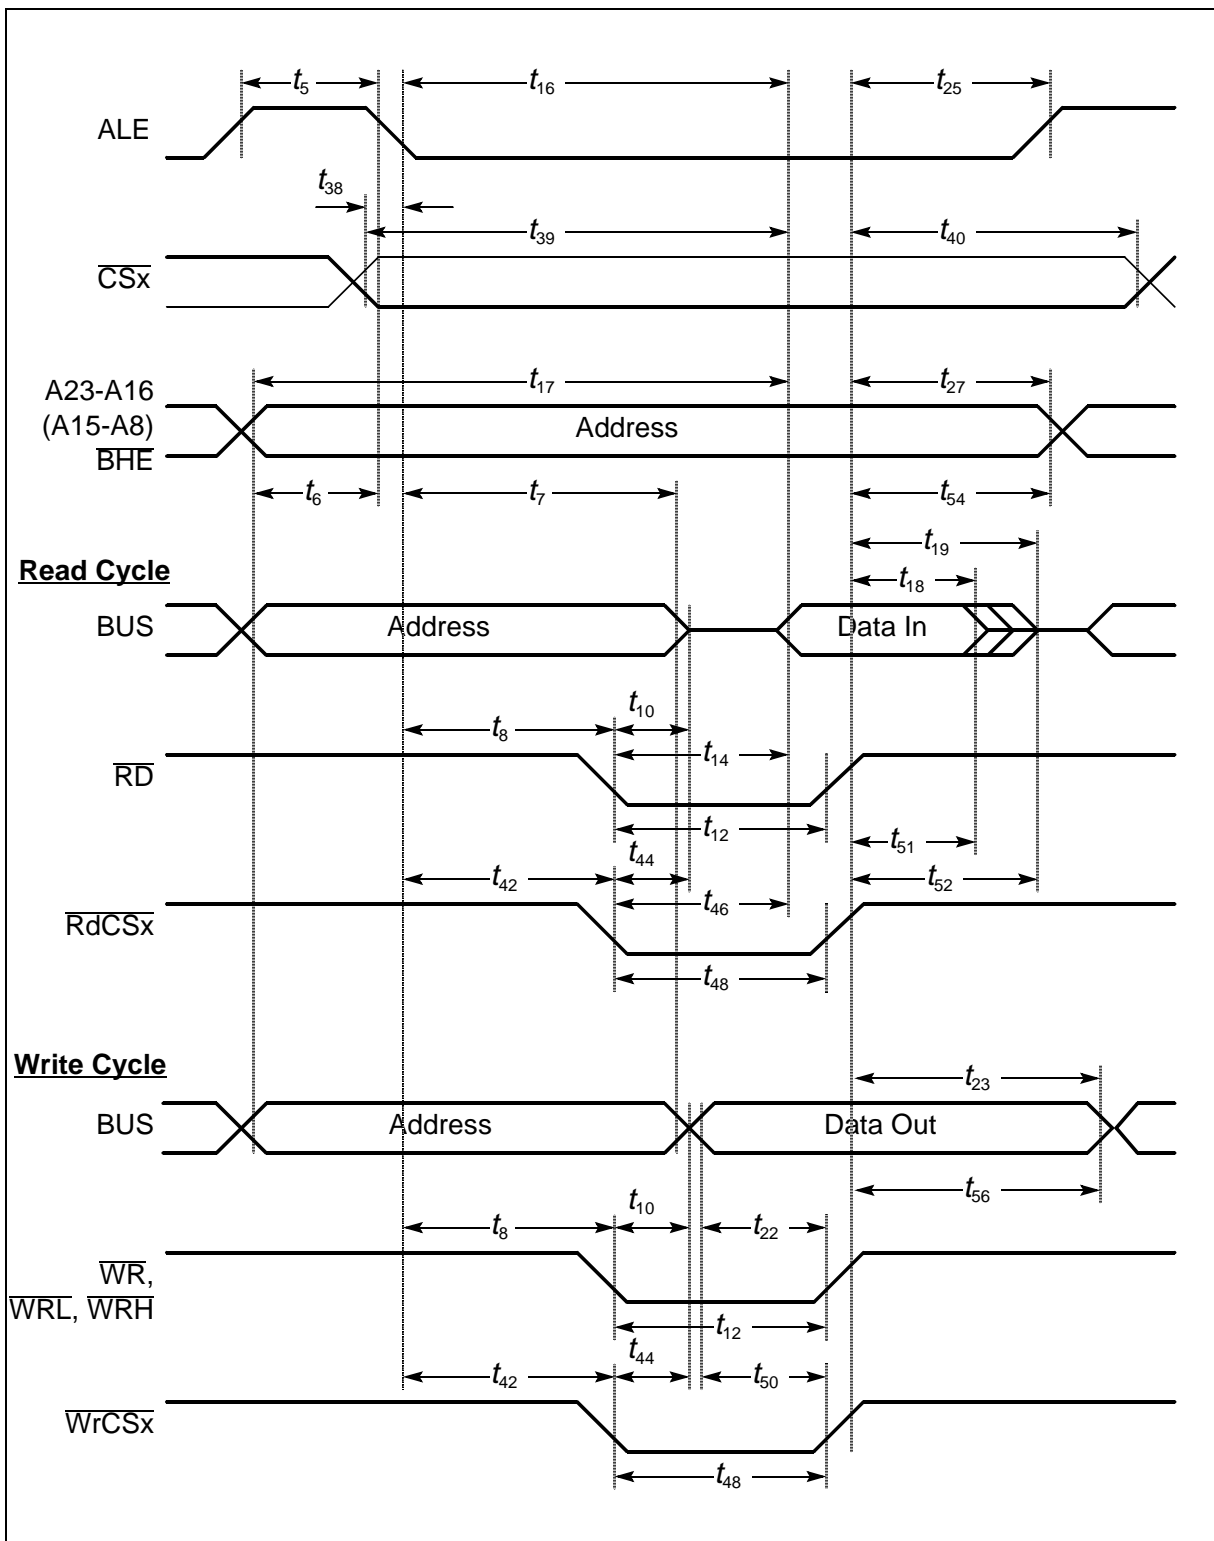 t5 t16 t25
ALE
t38
t39 t40
CSx
A23-A16 t17 t27
(A15-A8) Address
BHE
t6 t7 t54
t19
Read Cycle t18
BUS Address Data In
t10
t8
t14
RD
t12 t51
t44
t42 t52
t46
RdCSx
t48
Write Cycle
t23
BUS Address Data Out
t56
t10
t8 t22
WR,
WRL, WRH
t12
t44
t42 t50
WrCSx
t48